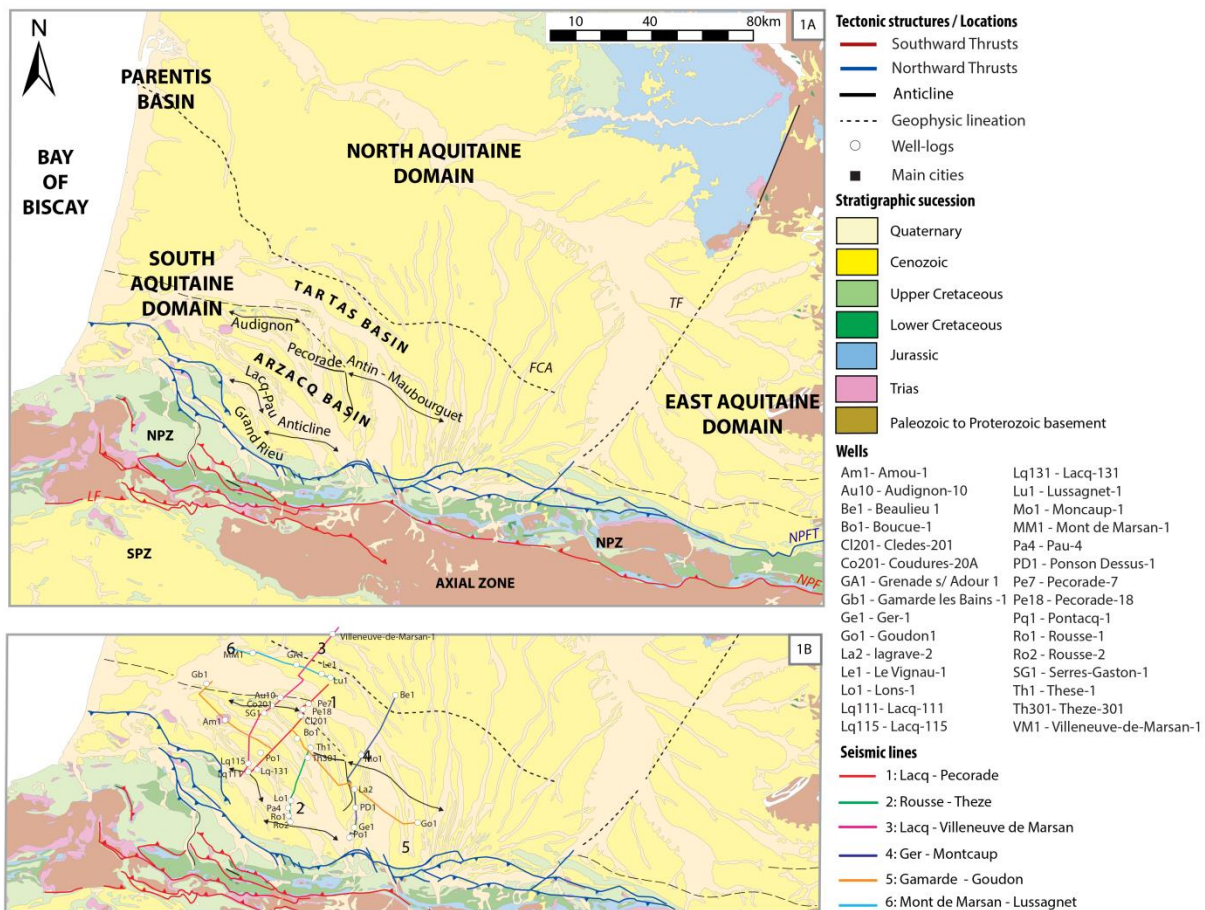 N
10 40 80km
1A
PARENTIS
BASIN
BAY
OF
BISCAY
NORTH AQUITAINE
DOMAIN
SOUTH
AQUITAINE
DOMAIN
TARTAS BASIN
Audignon
Pecorade
Antin - Maubourguet
ARZACQ BASIN
Lacq-Pau
Anticline
Grand Rieu
FCA
TF
EAST AQUITAINE
DOMAIN
NPZ
LF
SPZ
NPZ
AXIAL ZONE
NPFT
NPF
1B
Villeneuve-de-Marsan-1
6
3
MM1
GA1
Le1
Lu1
Gb1
Au10
Co201
SG1
1
Pe7
Pe18
Cl201
Be1
Am1
Bo1
Th1
Th301
Po1
Lq115
Lq111
Lq-131
4
Mo1
La2
Lo1
Pa4
2
Ro1
Ro2
PD1
Ge1
Po1
Go1
5
Tectonic structures / Locations
Southward Thrusts
Northward Thrusts
Anticline
Geophysic lineation
Well-logs
Main cities
Stratigraphic sucession
Quaternary
Cenozoic
Upper Cretaceous
Lower Cretaceous
Jurassic
Trias
Paleozoic to Proterozoic basement
Wells
Am1- Amou-1
Au10 - Audignon-10
Be1 - Beaulieu 1
Bo1 - Boucue-1
Cl201- Cledes-201
Co201 - Coudures-20A
GA1 - Grenade s/ Adour 1
Gb1 - Gamarde les Bains -1
Ge1 - Ger-1
Go1 - Goudon1
La2 - lagrave-2
Le1 - Le Vignau-1
Lo1 - Lons-1
Lq111- Lacq-111
Lq115 - Lacq-115
Lq131 - Lacq-131
Lu1 - Lussagnet-1
Mo1 - Moncaup-1
MM1 - Mont de Marsan-1
Pa4 - Pau-4
PD1 - Ponson Dessus-1
Pe7 - Pecorade-7
Pe18 - Pecorade-18
Pq1 - Pontacq-1
Ro1 - Rousse-1
Ro2 - Rousse-2
SG1 - Serres-Gaston-1
Th1 - These-1
Th301- Theze-301
VM1 - Villeneuve-de-Marsan-1
Seismic lines
1: Lacq - Pecorade
2: Rousse - Theze
3: Lacq - Villeneuve de Marsan
4: Ger - Montcaup
5: Gamarde - Goudon
6: Mont de Marsan - Lussagnet